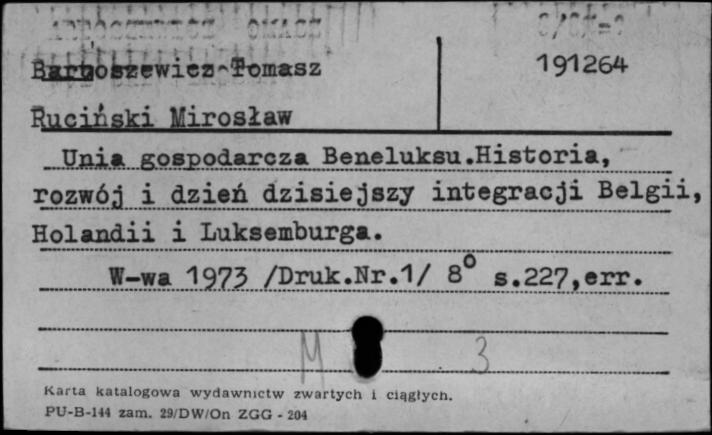 Bartoszewicz Tomasz 191264
Ruciński Mirosław
Unia gospodarcza Beneluksu.Historia,
rozwój i dzień dzisiejszy integracji Belgii,
Holandii i Luksemburga.
W-wa 1973 /Druk.Nr.1/ 8° s.227,err.
M 3
Karta katalogowa wydawnictw zwartych i ciągłych.
PU-B-144 zam. 29/DW/On ZGG - 204